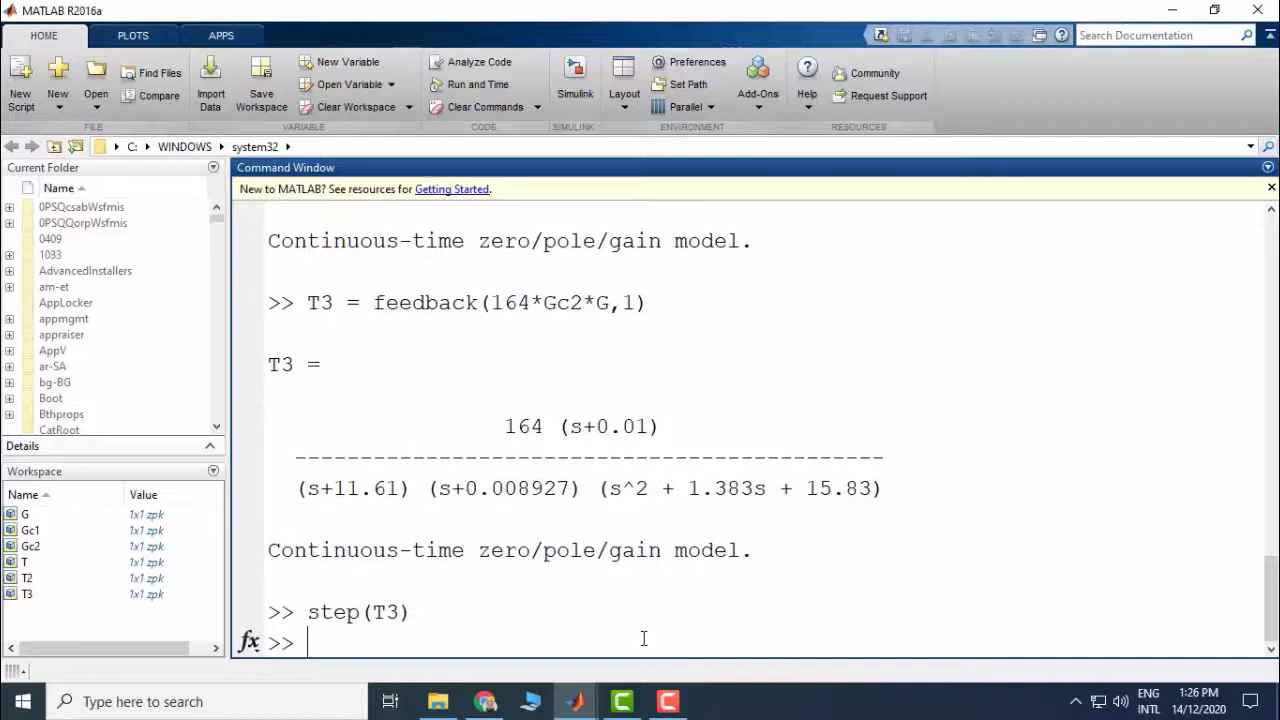 MATLAB R2016a
HOME PLOTS APPS
Search Documentation
New Script
New
Open
Find Files
Compare
Import Data
Save Workspace
New Variable
Open Variable
Clear Workspace
Analyze Code
Run and Time
Clear Commands
Simulink
Layout
Preferences
Set Path
Parallel
Add-Ons
Help
Community
Request Support
FILE VARIABLE CODE SIMULINK ENVIRONMENT RESOURCES
C: WINDOWS system32
Current Folder
Name
0PSQcsabWsfmis
0PSQQorpWsfmis
0409
1033
AdvancedInstallers
am-et
AppLocker
appmgmt
appraiser
AppV
ar-SA
bg-BG
Boot
Bthprops
CatRoot
Details
Workspace
Name Value
G 1x1 zpk
Gc1 1x1 zpk
Gc2 1x1 zpk
T 1x1 zpk
T2 1x1 zpk
T3 1x1 zpk
Command Window
New to MATLAB? See resources for Getting Started.
Continuous-time zero/pole/gain model.
>> T3 = feedback(164*Gc2*G,1)
T3 =
164 (s+0.01)
---------------------------------------------
(s+11.61) (s+0.008927) (s^2 + 1.383s + 15.83)
Continuous-time zero/pole/gain model.
>> step(T3)
fx >>
Type here to search
ENG
INTL
1:26 PM
14/12/2020